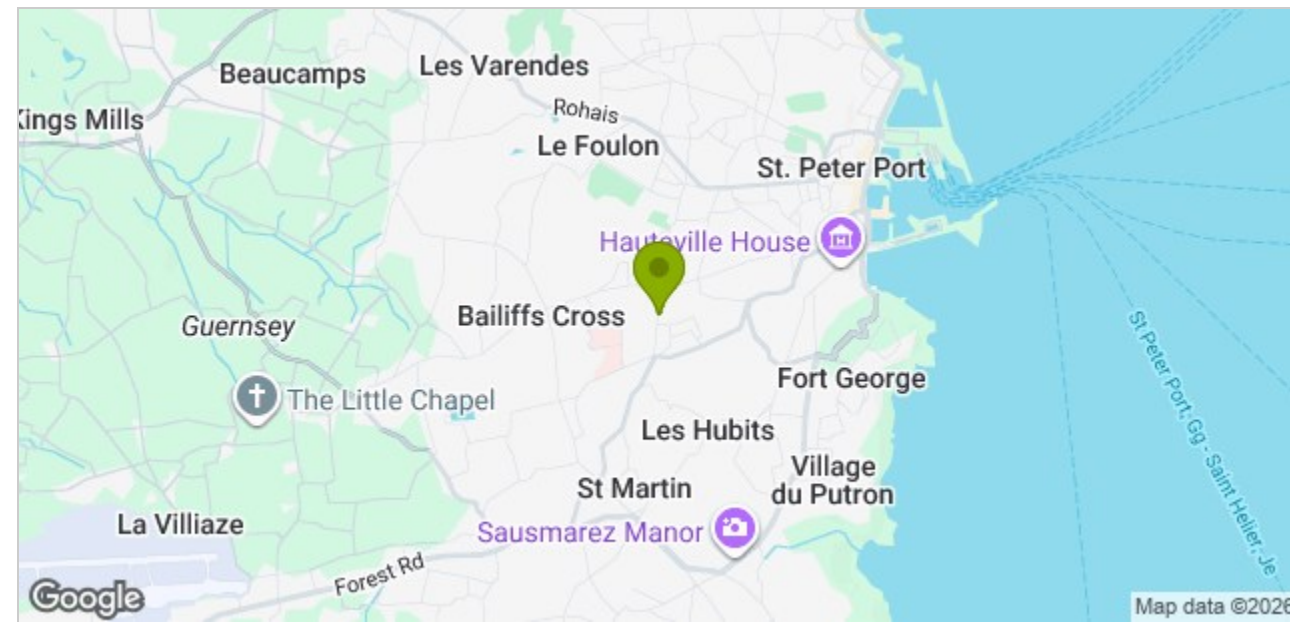 Beaucamps
Les Varendes
Kings Mills
Rohais
Le Foulon
St. Peter Port
Hauteville House
Bailiffs Cross
Guernsey
St Peter Port, Gg - Saint Helier, Je
Fort George
The Little Chapel
Les Hubits
Village
du Putron
St Martin
La Villiaze
Sausmarez Manor
Forest Rd
Google
Map data ©2026